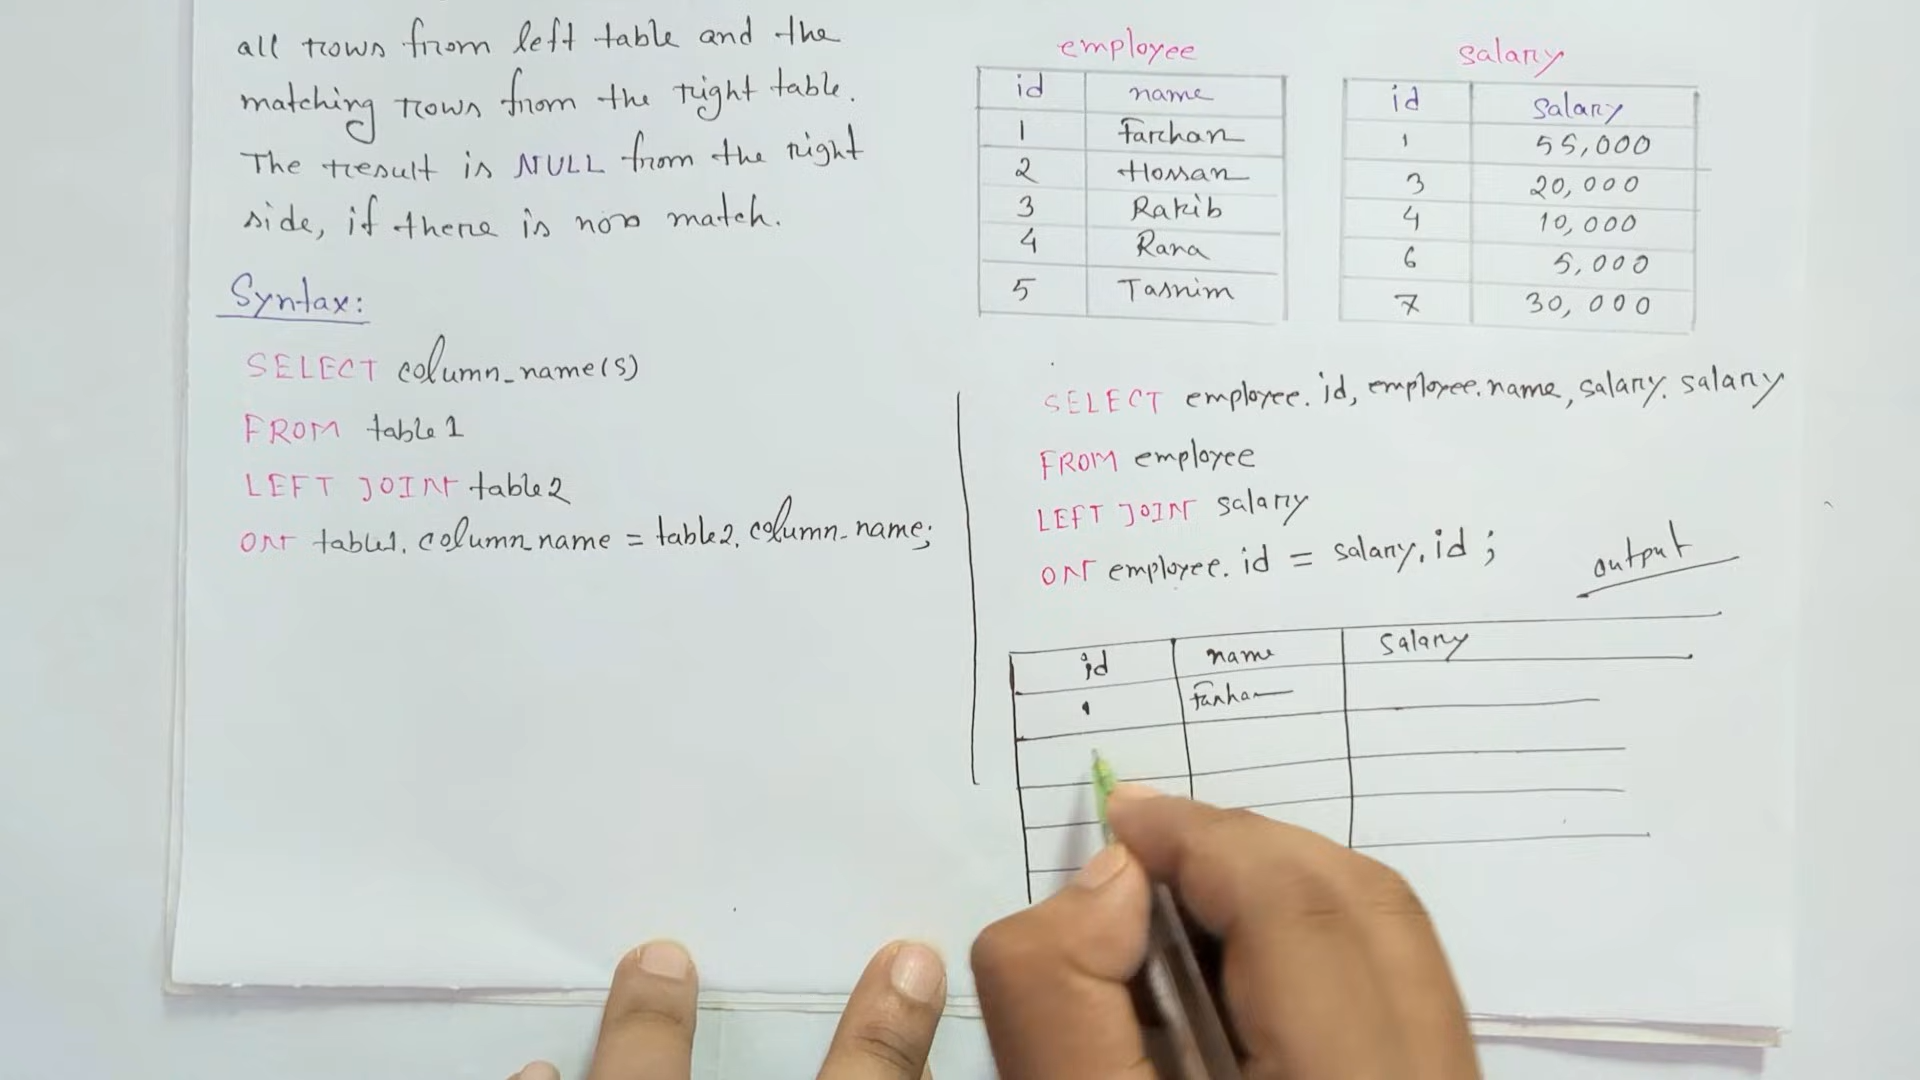 all rows from left table and the
matching rows from the right table.
The result is NULL from the right
side, if there is no match.
Syntax:
SELECT column_name(s)
FROM table1
LEFT JOIN table2
ON table1.column_name = table2.column_name;
employee
id name
1 Farhan
2 Hossan
3 Rakib
4 Rana
5 Tasnim
salary
id salary
1 55,000
3 20,000
4 10,000
6 5,000
7 30,000
SELECT employee.id, employee.name, salary.salary
FROM employee
LEFT JOIN salary
ON employee.id = salary.id;
output
id name salary
1 Farhan